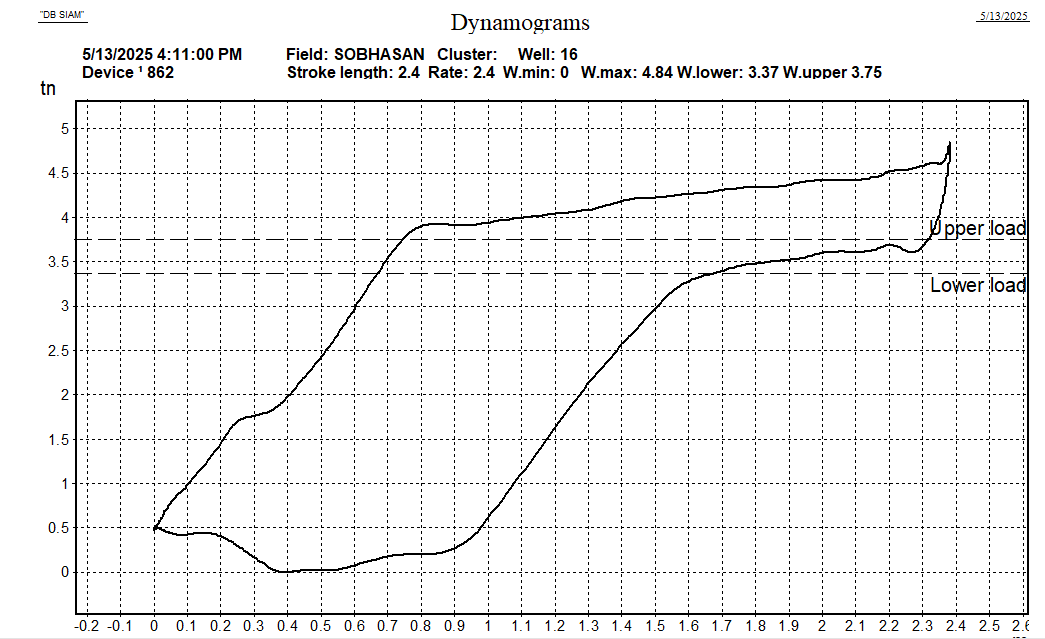 "DB SIAM"
5/13/2025
Dynamograms
5/13/2025 4:11:00 PM Field: SOBHASAN Cluster: Well: 16
Device ¹ 862 Stroke length: 2.4 Rate: 2.4 W.min: 0 W.max: 4.84 W.lower: 3.37 W.upper 3.75
tn
5
4.5
4
Upper load
3.5
Lower load
3
2.5
2
1.5
1
0.5
0
-0.2 -0.1 0 0.1 0.2 0.3 0.4 0.5 0.6 0.7 0.8 0.9 1 1.1 1.2 1.3 1.4 1.5 1.6 1.7 1.8 1.9 2 2.1 2.2 2.3 2.4 2.5 2.6